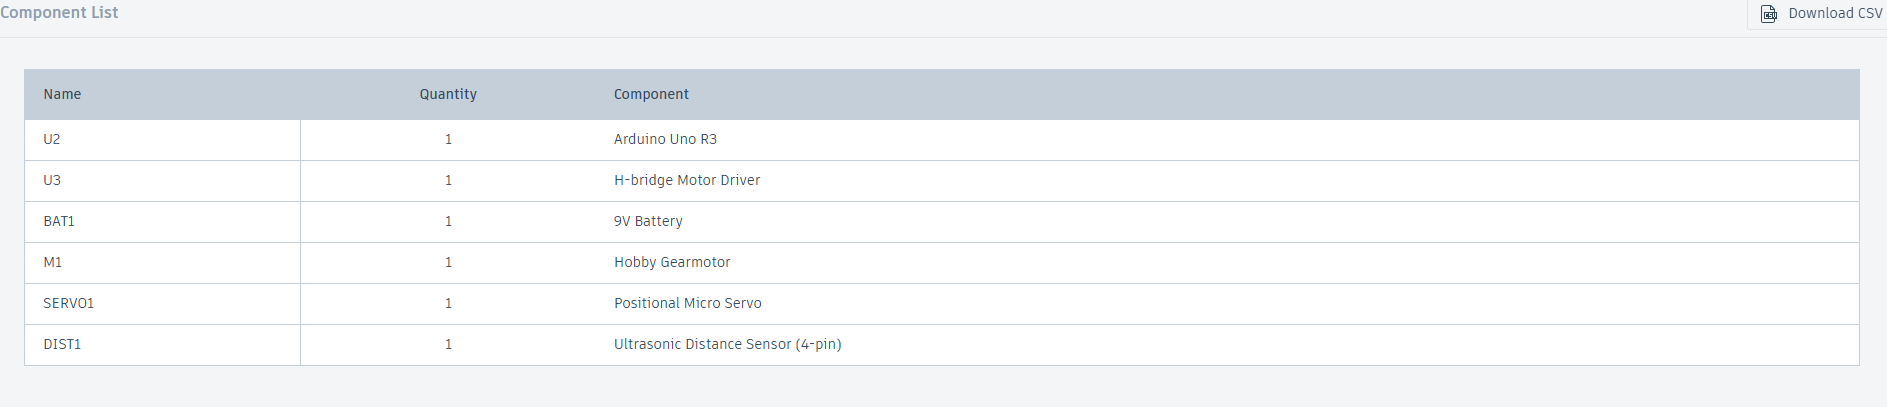 Component List
Download CSV
Name Quantity Component
U2 1 Arduino Uno R3
U3 1 H-bridge Motor Driver
BAT1 1 9V Battery
M1 1 Hobby Gearmotor
SERVO1 1 Positional Micro Servo
DIST1 1 Ultrasonic Distance Sensor (4-pin)